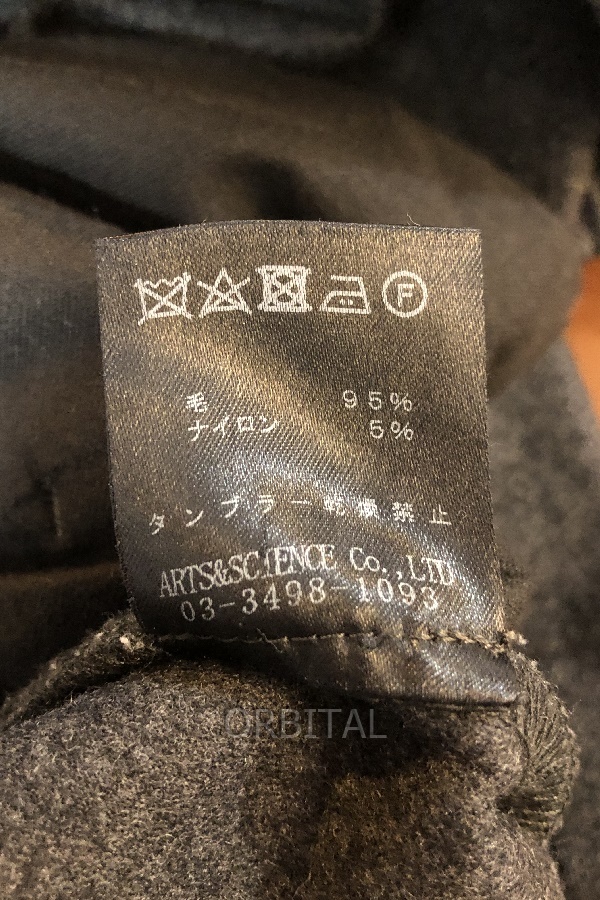 F
毛 95%
ナイロン 5%
タンブラー乾燥禁止
ARTS&SCIENCE Co.,LTD
03-3498-1093
ORBITAL